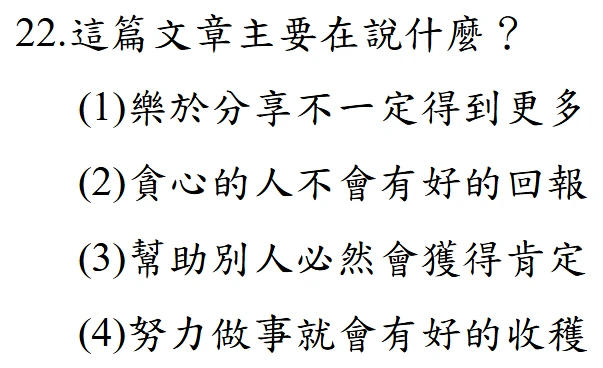 22.這篇文章主要在說什麼？
(1)樂於分享不一定得到更多
(2)貪心的人不會有好的回報
(3)幫助別人必然會獲得肯定
(4)努力做事就會有好的收穫